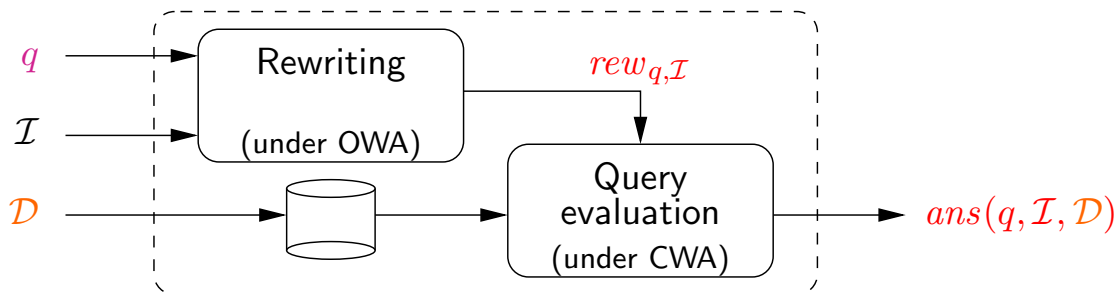 q
Rewriting
(under OWA)
rew_{q,ℐ}
ℐ
𝒟
Query
evaluation
(under CWA)
ans(q, ℐ, 𝒟)